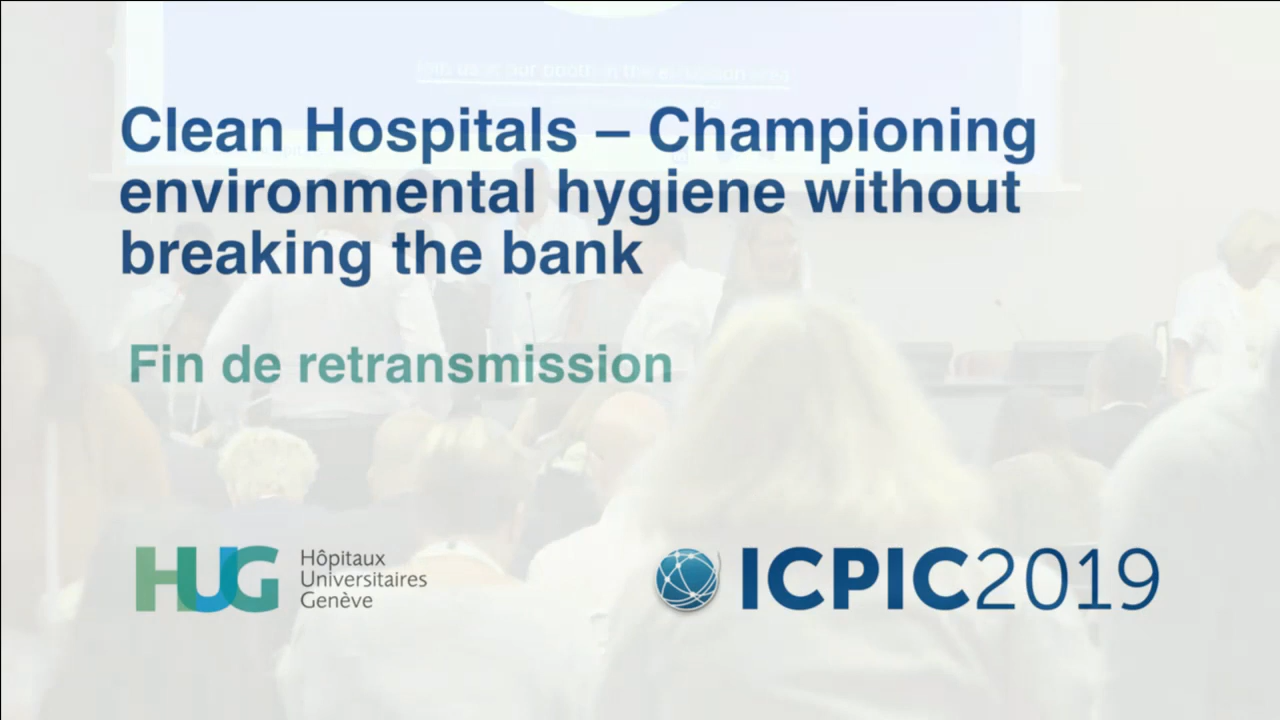 Clean Hospitals – Championing
environmental hygiene without
breaking the bank
Fin de retransmission
HUG
Hôpitaux
Universitaires
Genève
ICPIC2019